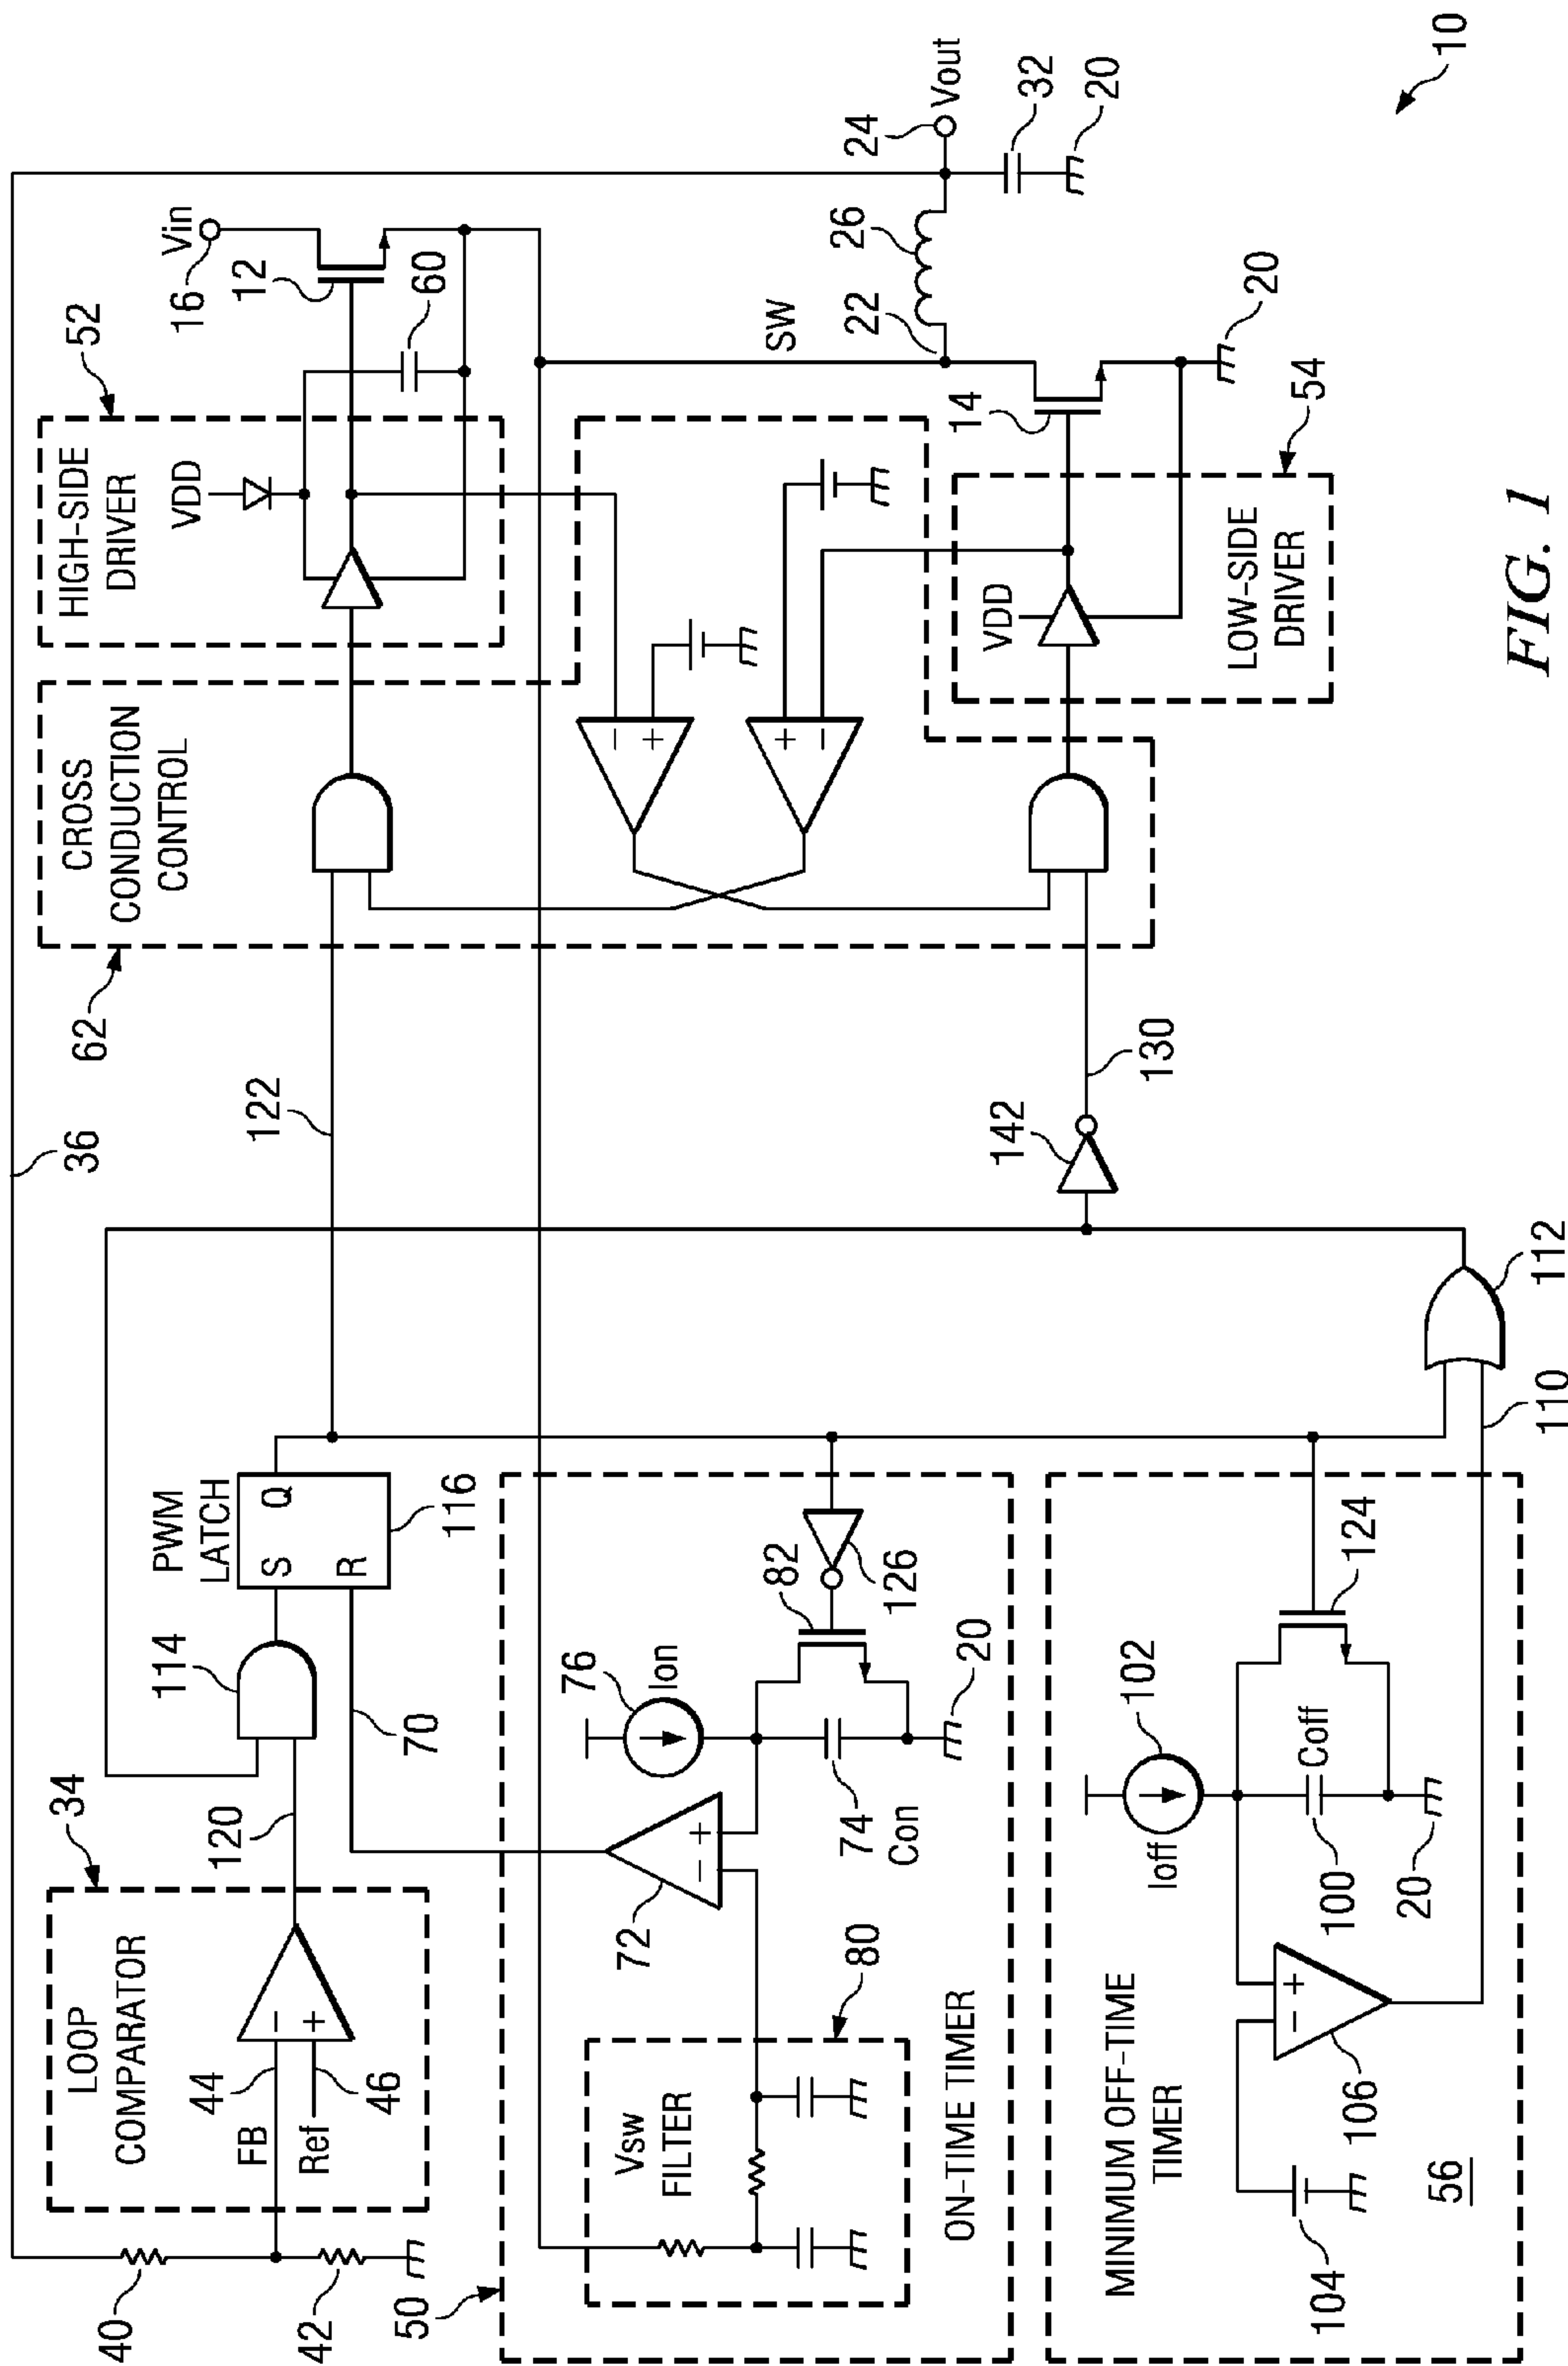 36
62
CROSS
CONDUCTION
CONTROL
HIGH-SIDE
DRIVER
52
VDD
16
Vin
12
60
122
34
LOOP
COMPARATOR
120
114
PWM
LATCH
S
Q
R
116
70
40
44
FB
−
+
46
Ref
42
SW
22
26
24
Vout
32
20
−
+
+
−
14
20
VDD
LOW-SIDE
DRIVER
54
142
130
50
Vsw
FILTER
80
72
−
+
76
Ion
74
Con
82
126
20
ON-TIME TIMER
MINIMUM OFF-TIME
TIMER
102
Ioff
Coff
100
20
124
−
+
106
104
56
110
112
10
FIG. 1